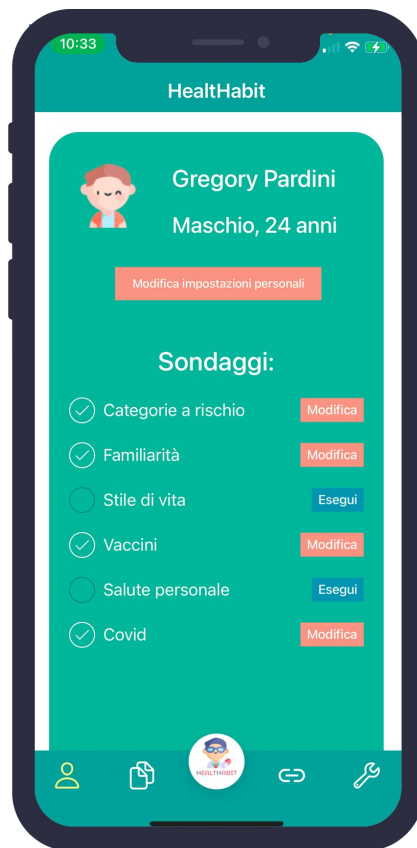 10:33
HealtHabit
Gregory Pardini
Maschio, 24 anni
Modifica impostazioni personali
Sondaggi:
Categorie a rischio Modifica
Familiarità Modifica
Stile di vita Esegui
Vaccini Modifica
Salute personale Esegui
Covid Modifica
HEALTHABIT